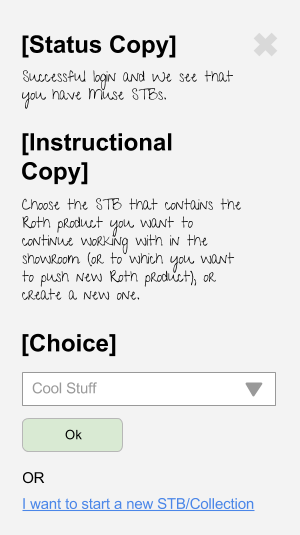 [Status Copy]
Successful login and we see that
you have Muse STBs.
[Instructional
Copy]
Choose the STB that contains the
Roth product you want to
continue working with in the
showroom (or to which you want
to push new Roth product), or
create a new one.
[Choice]
Cool Stuff
Ok
OR
I want to start a new STB/Collection